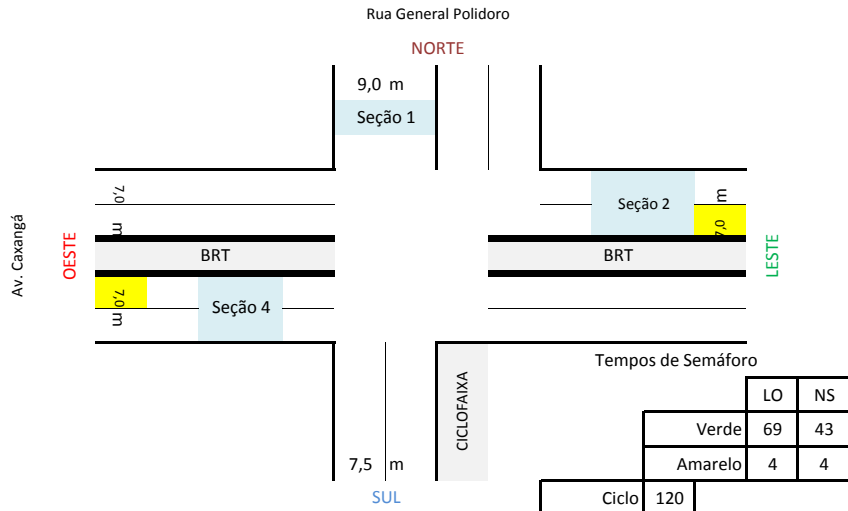 Rua General Polidoro
NORTE
9,0 m
Seção 1
7,0 m
Seção 2
7,0 m
Av. Caxangá
OESTE
BRT
BRT
LESTE
7,0 m
Seção 4
CICLOFAIXA
7,5 m
SUL
Tempos de Semáforo
LO NS
Verde 69 43
Amarelo 4 4
Ciclo 120